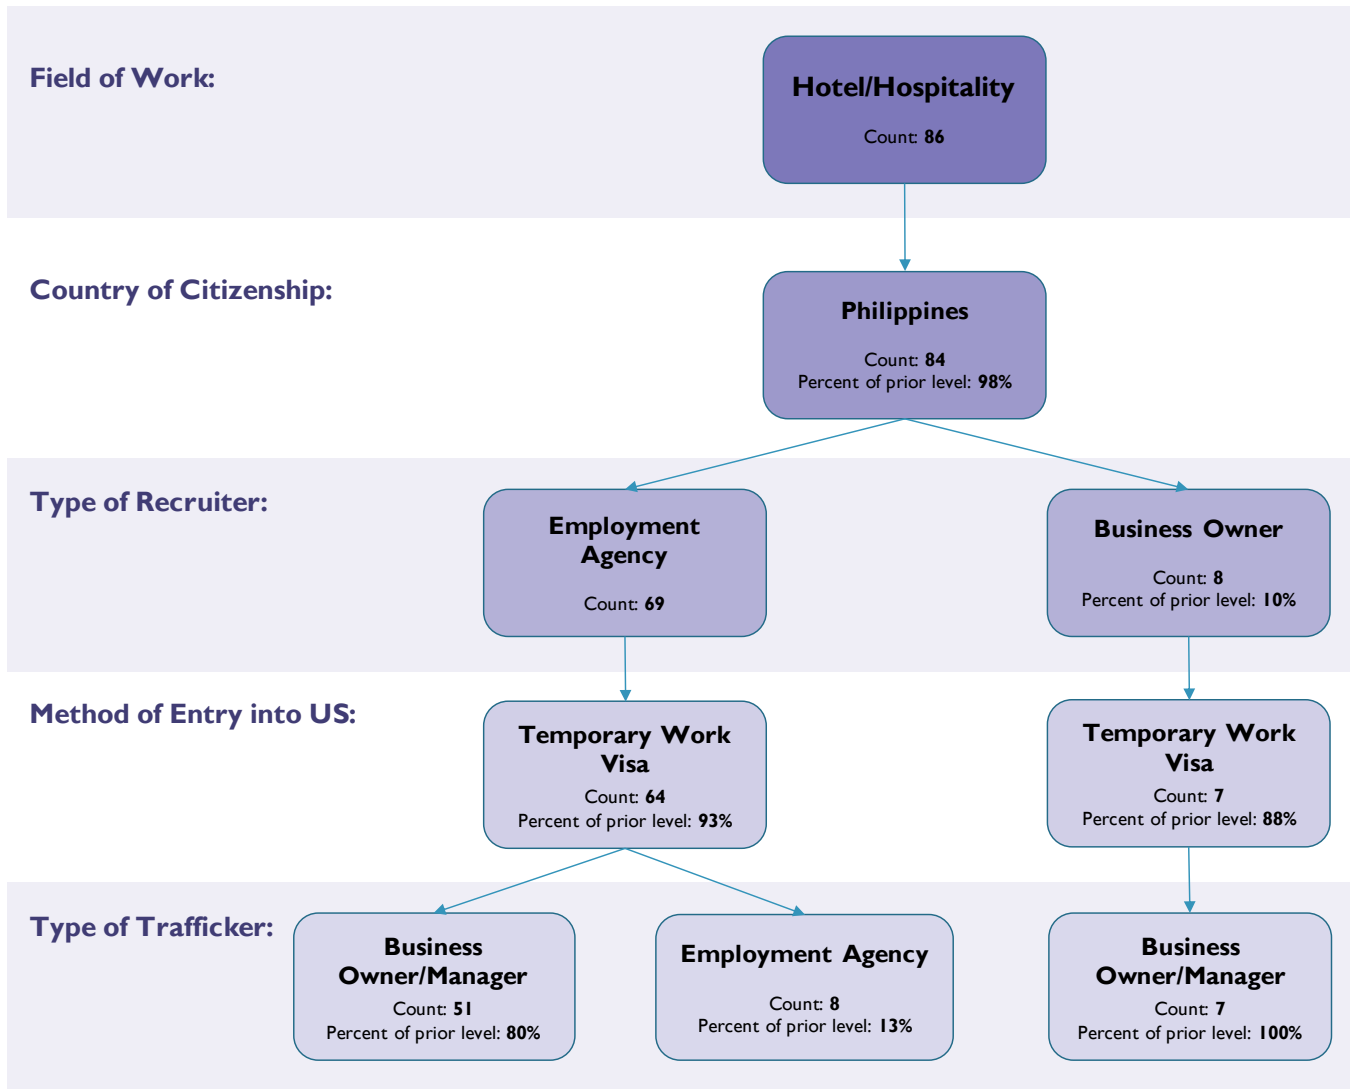 Field of Work:
Hotel/Hospitality
Count: 86
Country of Citizenship:
Philippines
Count: 84
Percent of prior level: 98%
Type of Recruiter:
Employment
Agency
Count: 69
Business Owner
Count: 8
Percent of prior level: 10%
Method of Entry into US:
Temporary Work
Visa
Count: 64
Percent of prior level: 93%
Temporary Work
Visa
Count: 7
Percent of prior level: 88%
Type of Trafficker:
Business
Owner/Manager
Count: 51
Percent of prior level: 80%
Employment Agency
Count: 8
Percent of prior level: 13%
Business
Owner/Manager
Count: 7
Percent of prior level: 100%